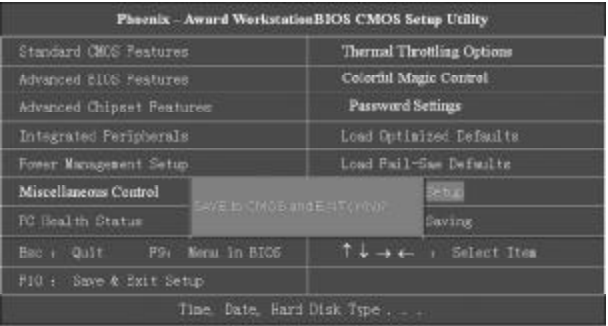 Phoenix – Award WorkstationBIOS CMOS Setup Utility
Standard CMOS Features
Thermal Throttling Options
Advanced BIOS Features
Colorful Magic Control
Advanced Chipset Features
Password Settings
Integrated Peripherals
Load Optimized Defaults
Power Management Setup
Load Fail-Sae Defaults
Miscellaneous Control
Setup
SAVE to CMOS and EXIT(Y/N)?
PC Health Status
Saving
Esc : Quit F9: Menu in BIOS
↑ ↓ → ← : Select Item
F10 : Save & Exit Setup
Time, Date, Hard Disk Type . . .